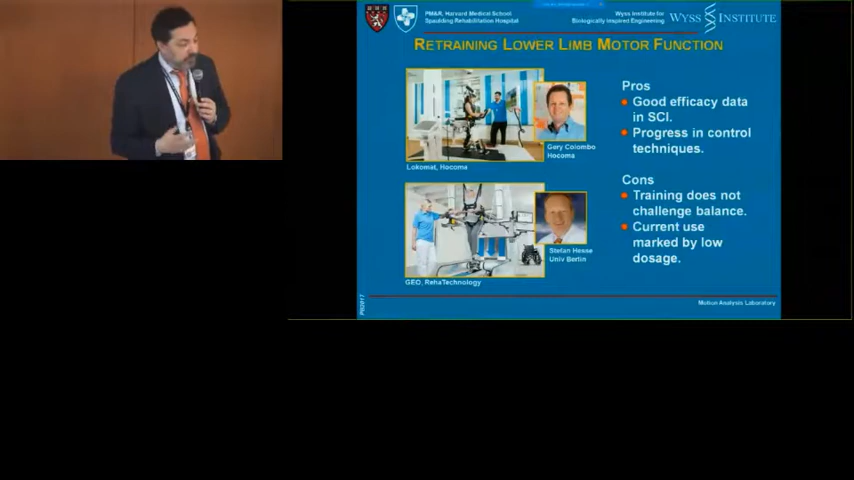 PM&R, Harvard Medical School
Spaulding Rehabilitation Hospital
Wyss Institute for
Biologically Inspired Engineering
WYSS INSTITUTE
RETRAINING LOWER LIMB MOTOR FUNCTION
Gery Colombo
Hocoma
Lokomat, Hocoma
Stefan Hesse
Univ Berlin
GEO, RehaTechnology
Pros
Good efficacy data
in SCI.
Progress in control
techniques.
Cons
Training does not
challenge balance.
Current use
marked by low
dosage.
Motion Analysis Laboratory